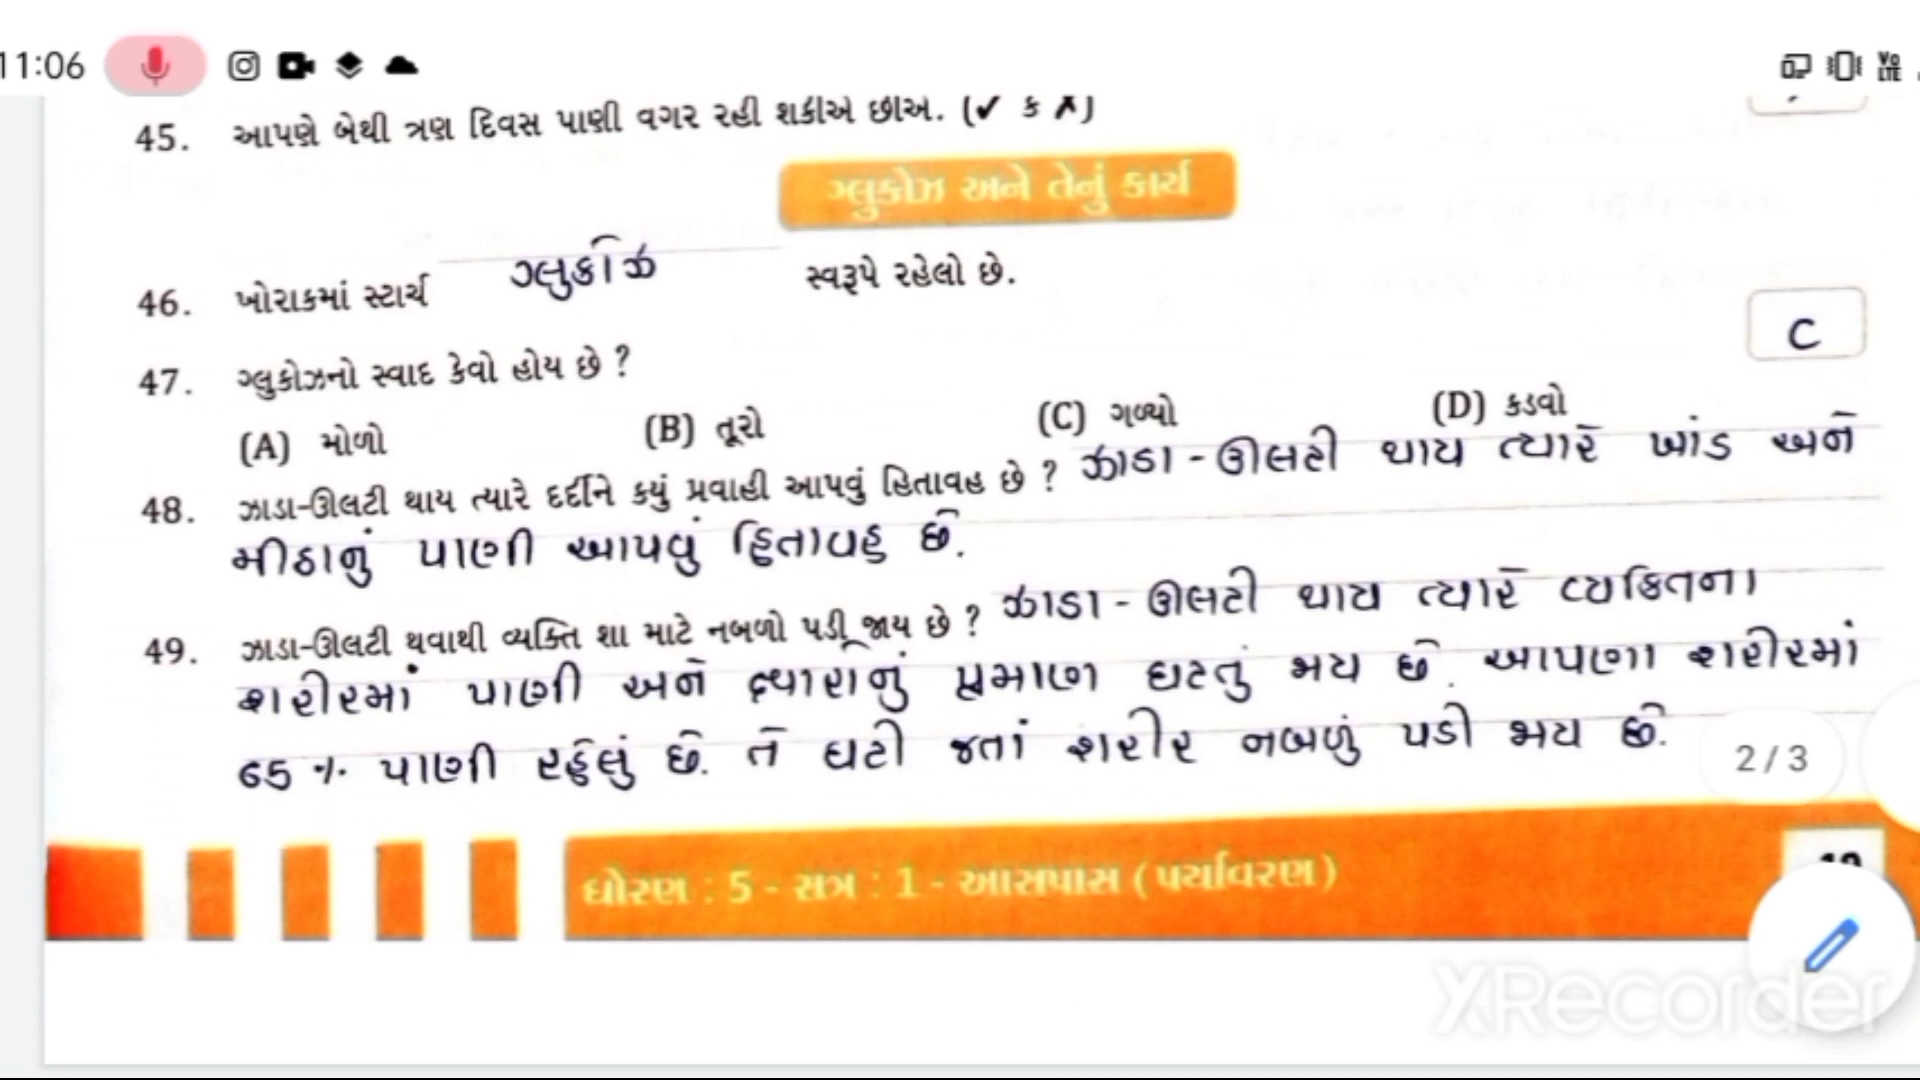 11:06
45. આપણે બેથી ત્રણ દિવસ પાણી વગર રહી શકીએ છીએ. (✓ કે ✗)
ગ્લુકોઝ અને તેનું કાર્ય
46. ખોરાકમાં સ્ટાર્ચ ગ્લુકોઝ સ્વરૂપે રહેલો છે.
47. ગ્લુકોઝનો સ્વાદ કેવો હોય છે ? C
(A) મોળો (B) તૂરો (C) ગળ્યો (D) કડવો
48. ઝાડા-ઊલટી થાય ત્યારે દર્દીને કયું પ્રવાહી આપવું હિતાવહ છે ? ઝાડા - ઊલટી થાય ત્યારે ખાંડ અને
મીઠાનું પાણી આપવું હિતાવહ છે.
49. ઝાડા-ઊલટી થવાથી વ્યક્તિ શા માટે નબળો પડી જાય છે ? ઝાડા - ઊલટી થાય ત્યારે વ્યકિતના
શરીરમાં પાણી અને ક્ષારોનું પ્રમાણ ઘટતું જાય છે. આપણા શરીરમાં
65 % પાણી રહેલું છે. તે ઘટી જતાં શરીર નબળું પડી જાય છે.
2 / 3
ધોરણ : 5 - સત્ર : 1 - આસપાસ ( પર્યાવરણ )
XRecorder